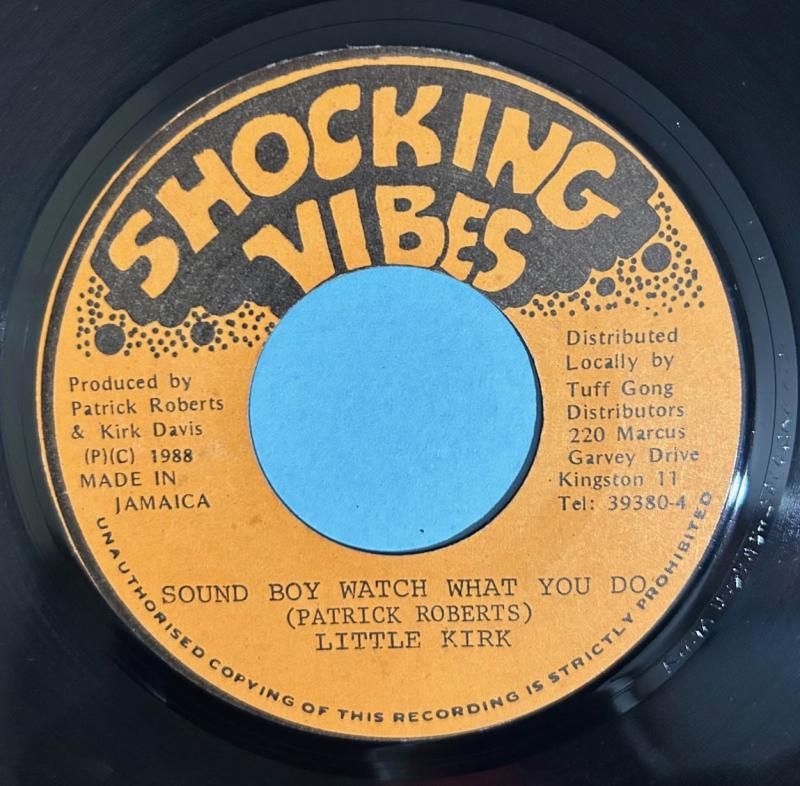 SHOCKING
VIBES
Produced by
Patrick Roberts
& Kirk Davis
(P)(C) 1988
MADE IN
JAMAICA
Distributed
Locally by
Tuff Gong
Distributors
220 Marcus
Garvey Drive
Kingston 11
Tel: 39380-4
SOUND BOY WATCH WHAT YOU DO
(PATRICK ROBERTS)
LITTLE KIRK
UNAUTHORISED COPYING OF THIS RECORDING IS STRICTLY PROHIBITED